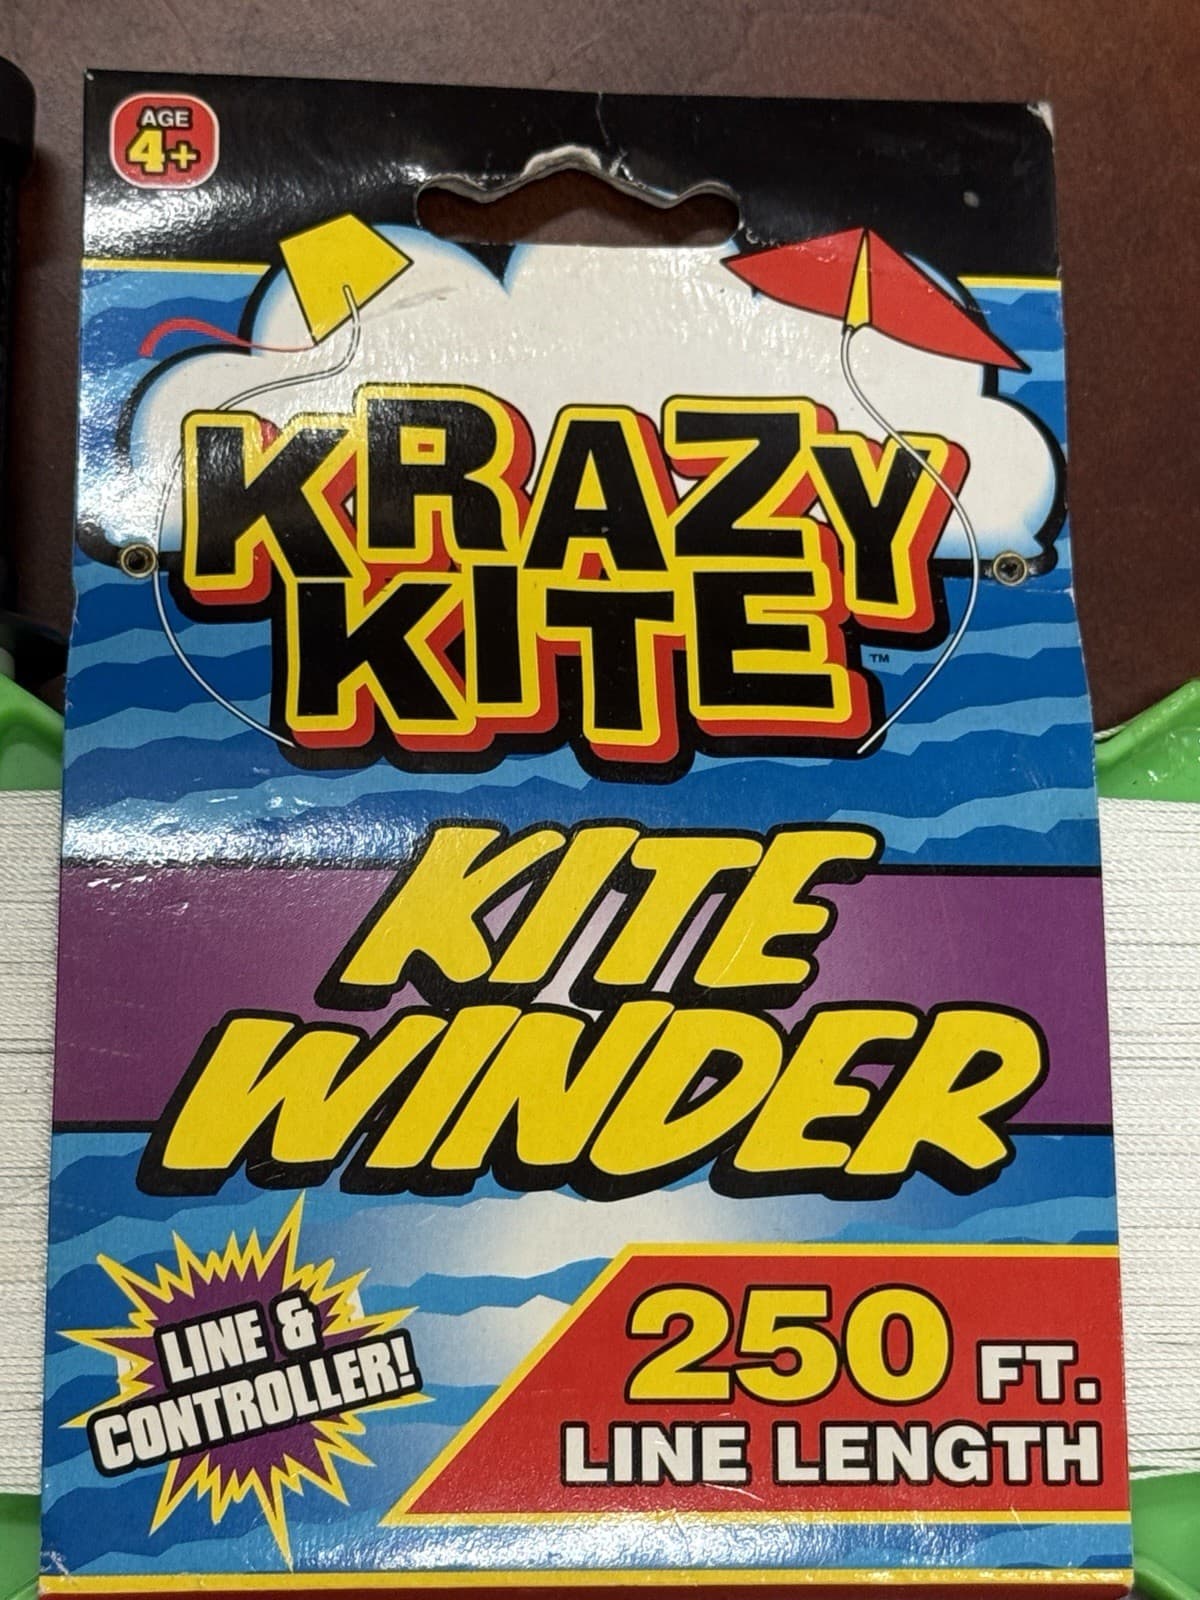 AGE
4+
KRAZY
KITE™
KITE
WINDER
LINE &
CONTROLLER!
250 FT.
LINE LENGTH